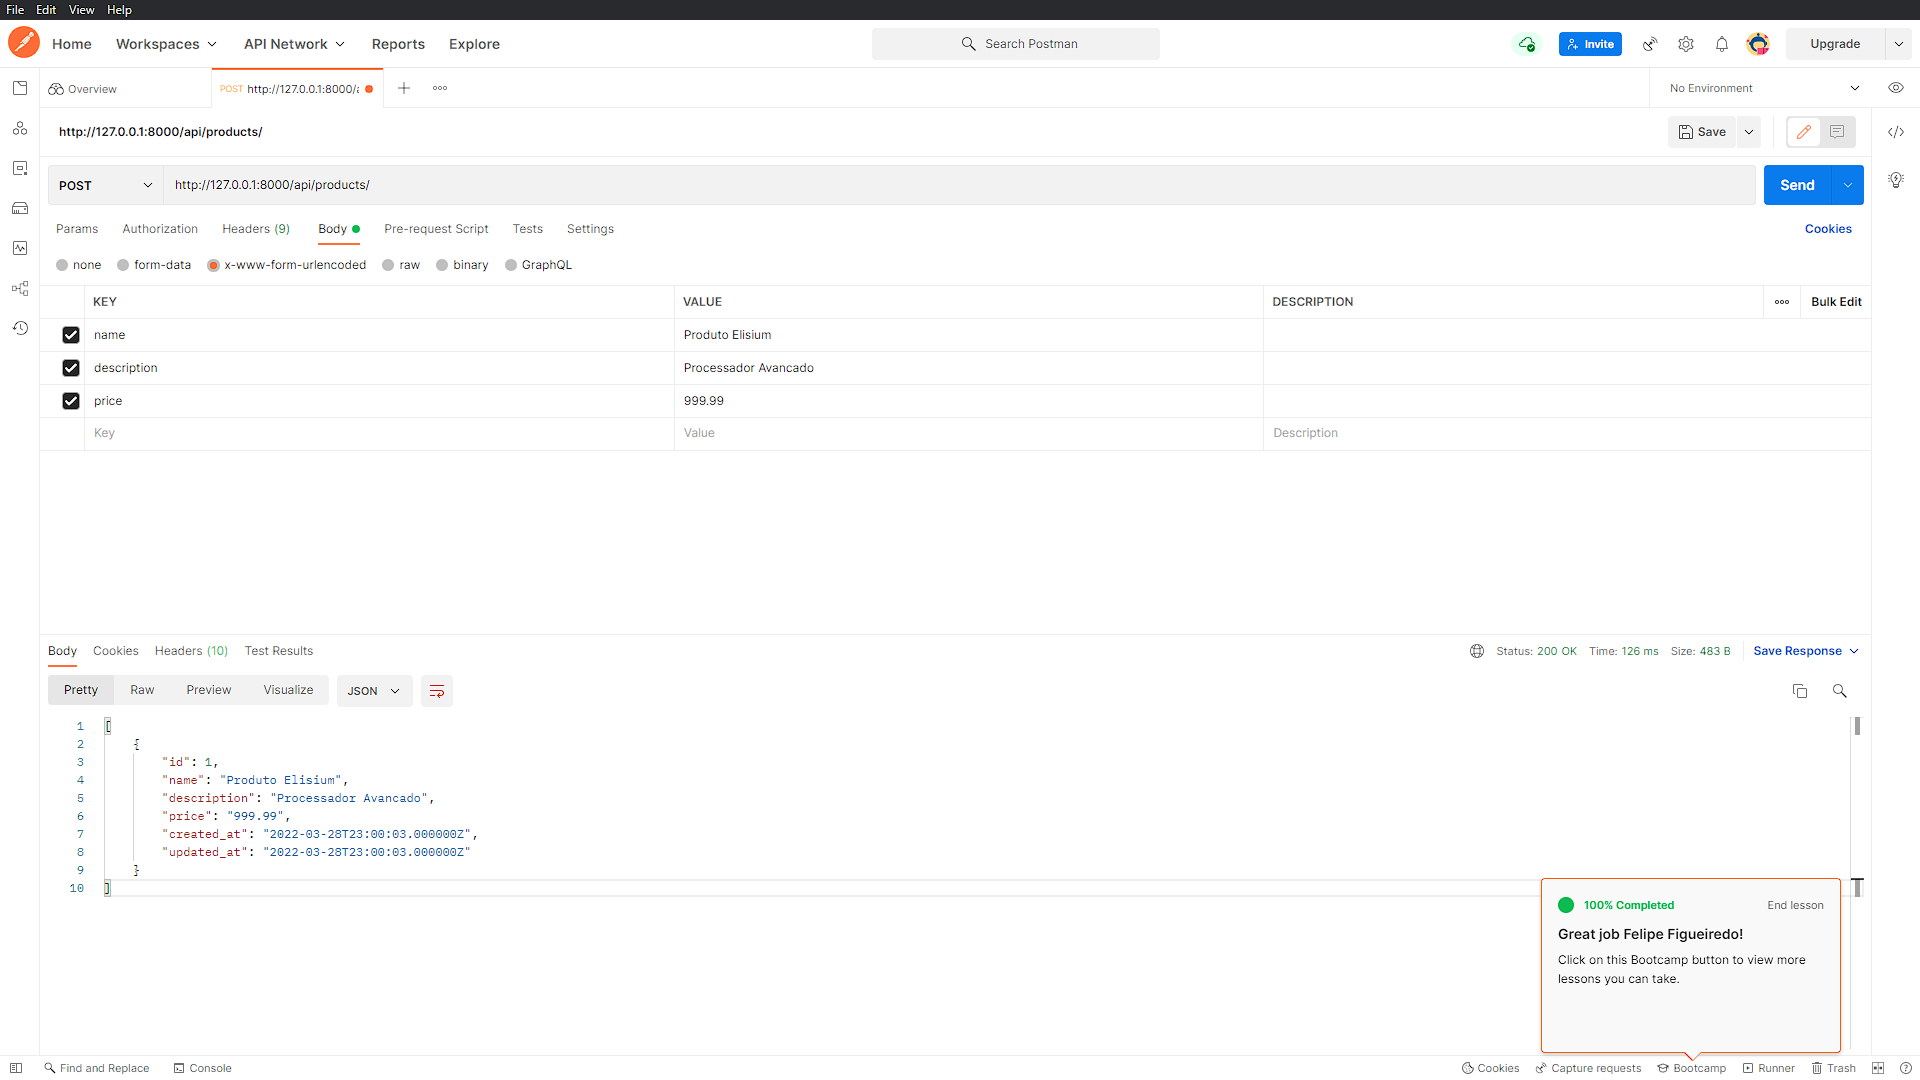 File Edit View Help
Home Workspaces API Network Reports Explore Search Postman Invite Upgrade
Overview POST http://127.0.0.1:8000/a No Environment
http://127.0.0.1:8000/api/products/ Save
POST http://127.0.0.1:8000/api/products/ Send
Params Authorization Headers (9) Body Pre-request Script Tests Settings Cookies
none form-data x-www-form-urlencoded raw binary GraphQL
KEY VALUE DESCRIPTION Bulk Edit
name Produto Elisium
description Processador Avancado
price 999.99
Key Value Description
Body Cookies Headers (10) Test Results Status: 200 OK Time: 126 ms Size: 483 B Save Response
Pretty Raw Preview Visualize JSON
1 [
2 {
3 "id": 1,
4 "name": "Produto Elisium",
5 "description": "Processador Avancado",
6 "price": "999.99",
7 "created_at": "2022-03-28T23:00:03.000000Z",
8 "updated_at": "2022-03-28T23:00:03.000000Z"
9 }
10 ]
100% Completed End lesson
Great job Felipe Figueiredo!
Click on this Bootcamp button to view more
lessons you can take.
Find and Replace Console Cookies Capture requests Bootcamp Runner Trash